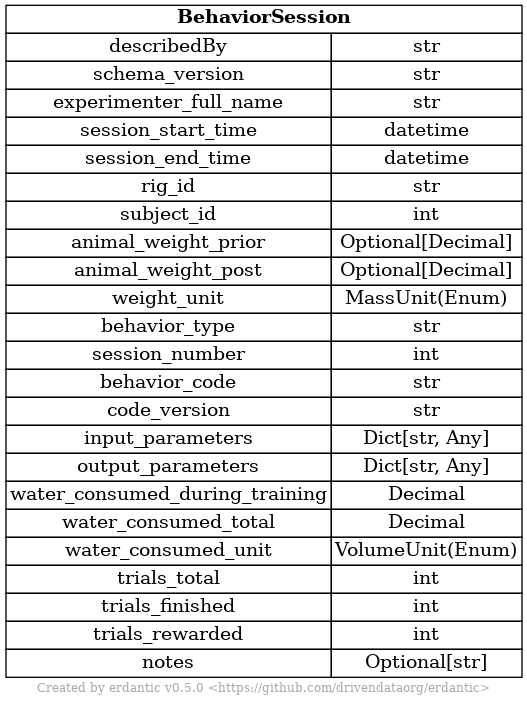 BehaviorSession
describedBy str
schema_version str
experimenter_full_name str
session_start_time datetime
session_end_time datetime
rig_id str
subject_id int
animal_weight_prior Optional[Decimal]
animal_weight_post Optional[Decimal]
weight_unit MassUnit(Enum)
behavior_type str
session_number int
behavior_code str
code_version str
input_parameters Dict[str, Any]
output_parameters Dict[str, Any]
water_consumed_during_training Decimal
water_consumed_total Decimal
water_consumed_unit VolumeUnit(Enum)
trials_total int
trials_finished int
trials_rewarded int
notes Optional[str]
Created by erdantic v0.5.0 <https://github.com/drivendataorg/erdantic>